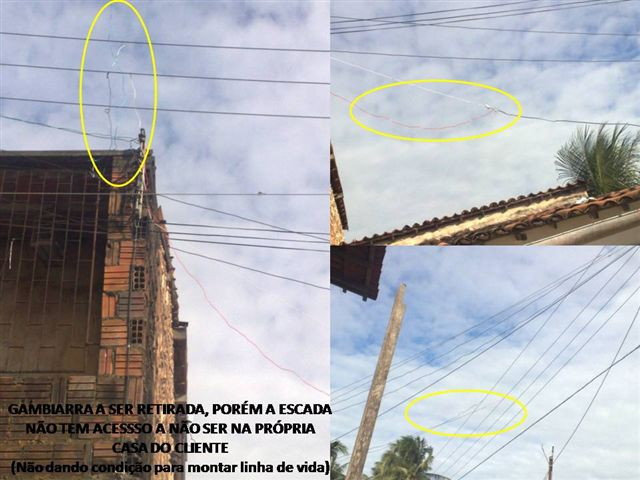 GAMBIARRA A SER RETIRADA, PORÉM A ESCADA
NÃO TEM ACESSSO A NÃO SER NA PRÓPRIA
CASA DO CLIENTE
(Não dando condição para montar linha de vida)